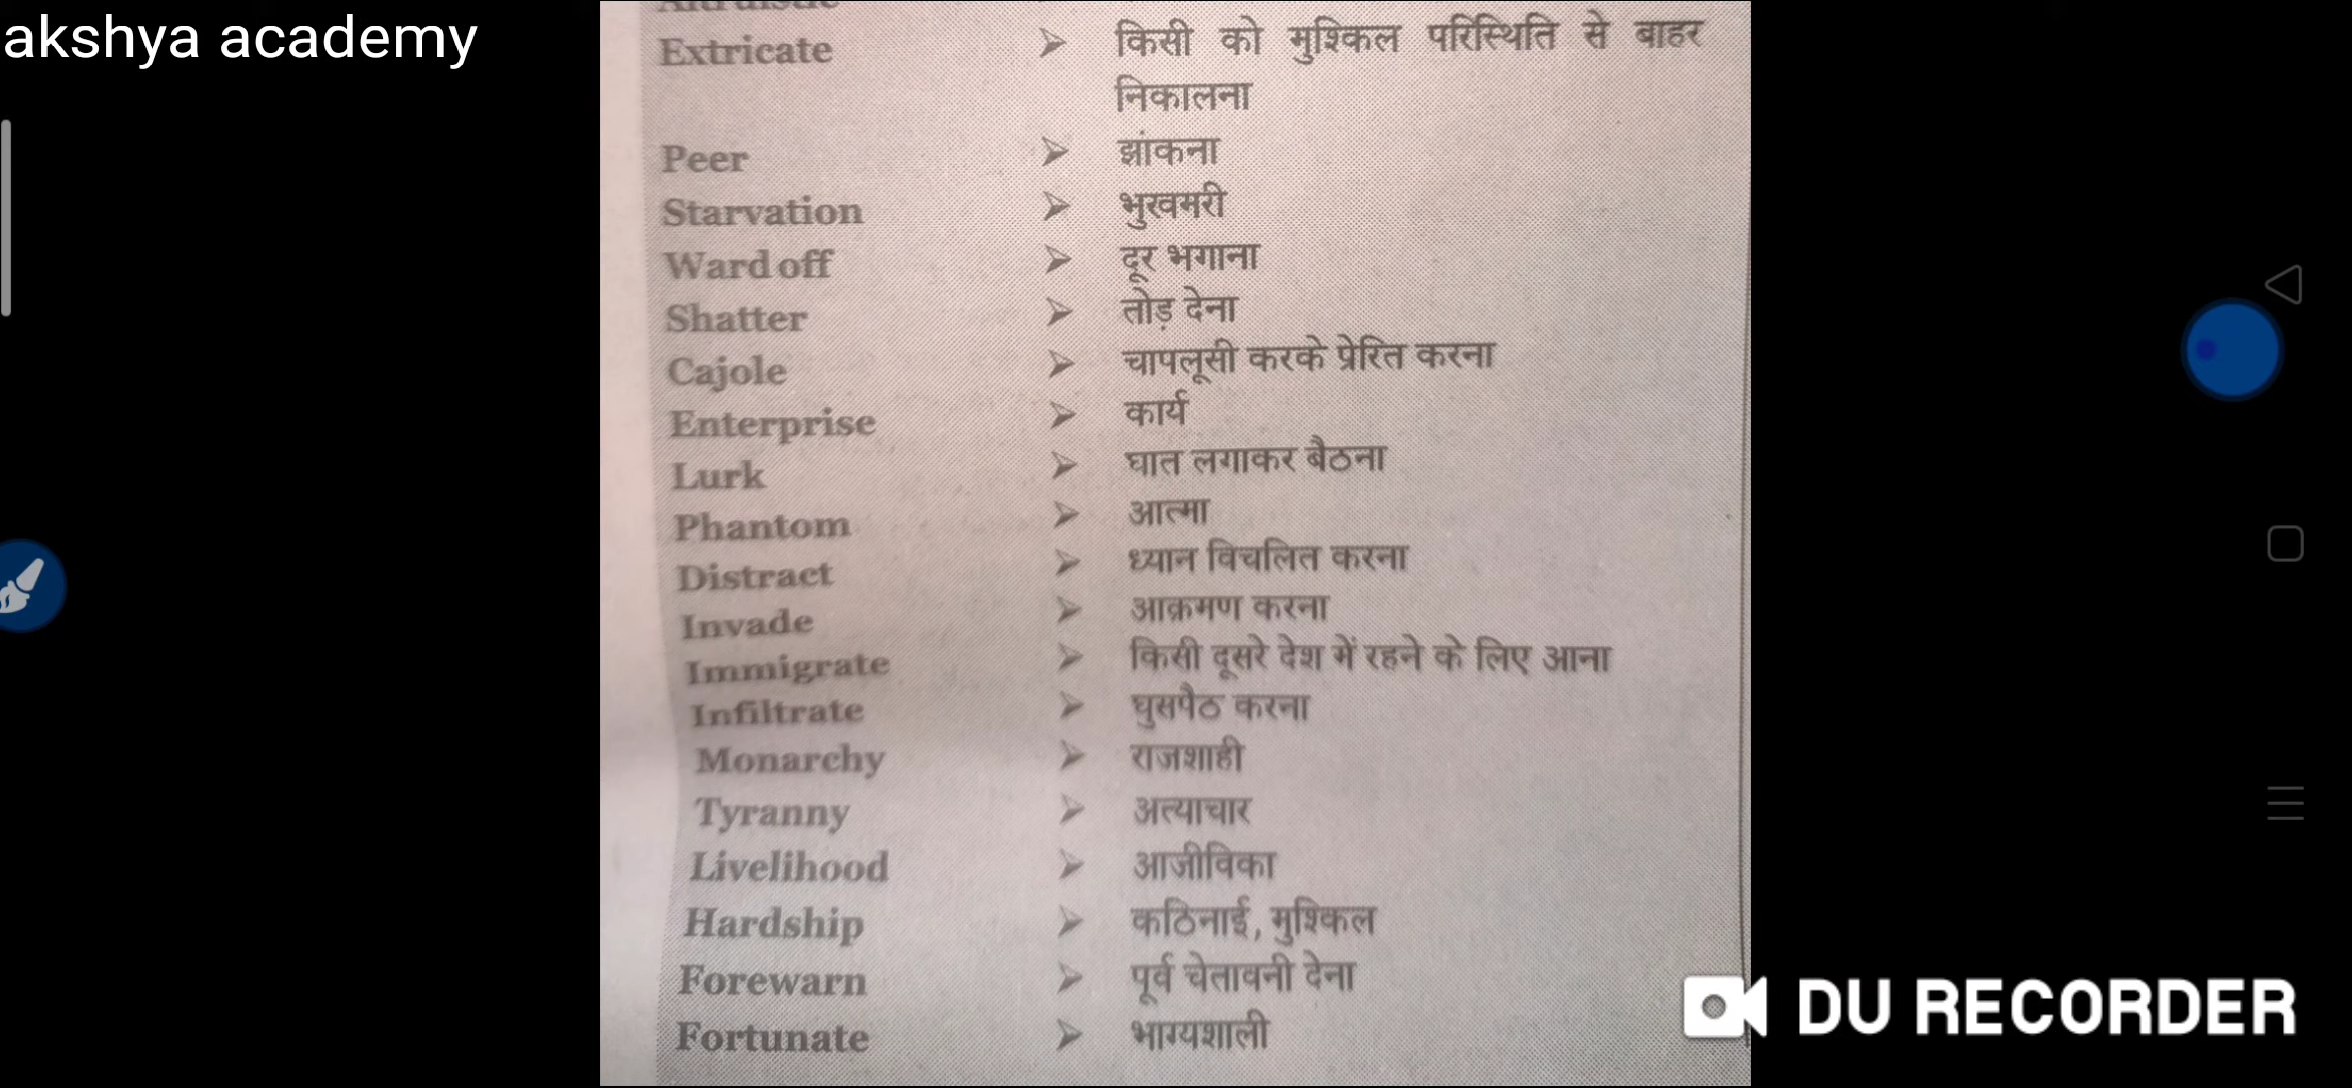 akshya academy
Extricate ➢ किसी को मुश्किल परिस्थिति से बाहर
निकालना
Peer ➢ झांकना
Starvation ➢ भुखमरी
Ward off ➢ दूर भगाना
Shatter ➢ तोड़ देना
Cajole ➢ चापलूसी करके प्रेरित करना
Enterprise ➢ कार्य
Lurk ➢ घात लगाकर बैठना
Phantom ➢ आत्मा
Distract ➢ ध्यान विचलित करना
Invade ➢ आक्रमण करना
Immigrate ➢ किसी दूसरे देश में रहने के लिए आना
Infiltrate ➢ घुसपैठ करना
Monarchy ➢ राजशाही
Tyranny ➢ अत्याचार
Livelihood ➢ आजीविका
Hardship ➢ कठिनाई, मुश्किल
Forewarn ➢ पूर्व चेतावनी देना
Fortunate ➢ भाग्यशाली
DU RECORDER